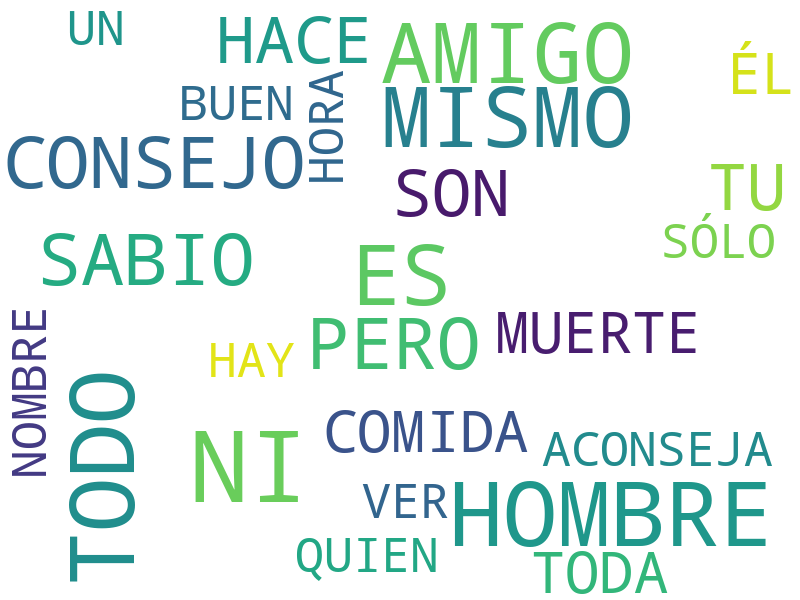 UN
HACE
AMIGO
ÉL
BUEN
HORA
MISMO
CONSEJO
SON
TU
SÓLO
SABIO
ES
PERO
MUERTE
NOMBRE
HAY
TODO
NI
COMIDA
ACONSEJA
VER
HOMBRE
QUIEN
TODA